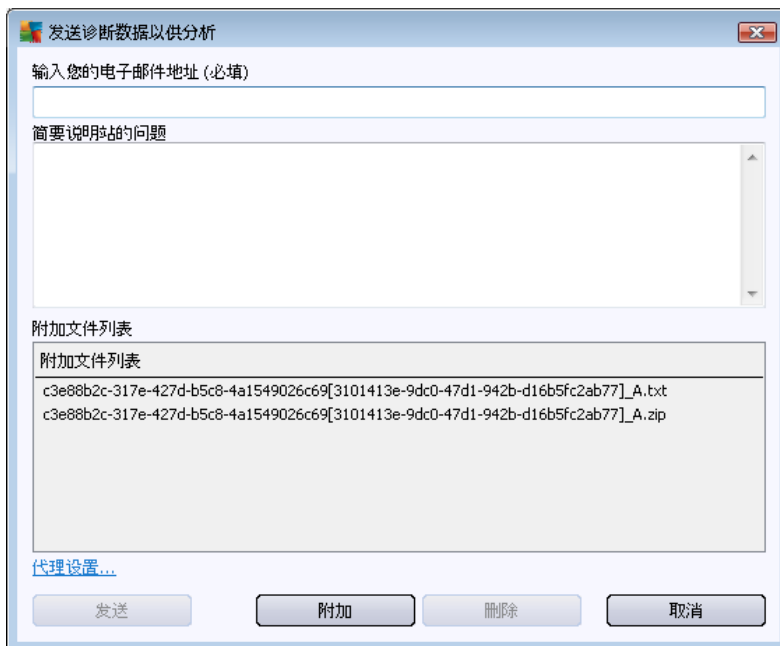 发送诊断数据以供分析
输入您的电子邮件地址 (必填)
简要说明站的问题
附加文件列表
附加文件列表
c3e88b2c-317e-427d-b5c8-4a1549026c69[3101413e-9dc0-47d1-942b-d16b5fc2ab77]_A.txt
c3e88b2c-317e-427d-b5c8-4a1549026c69[3101413e-9dc0-47d1-942b-d16b5fc2ab77]_A.zip
代理设置...
发送
附加
删除
取消